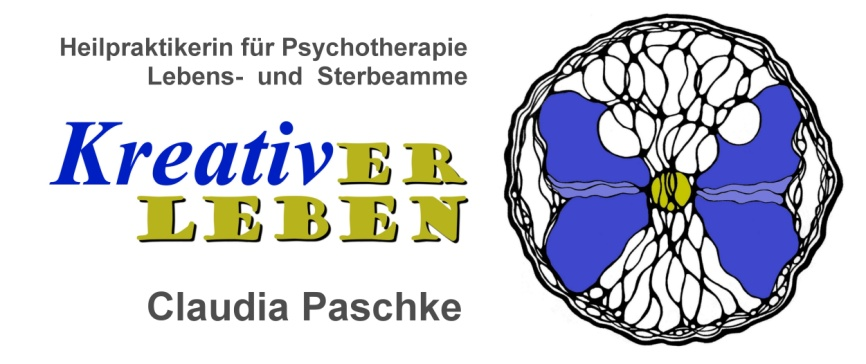 Heilpraktikerin für Psychotherapie
Lebens- und Sterbeamme
KreativER
LEBEN
Claudia Paschke